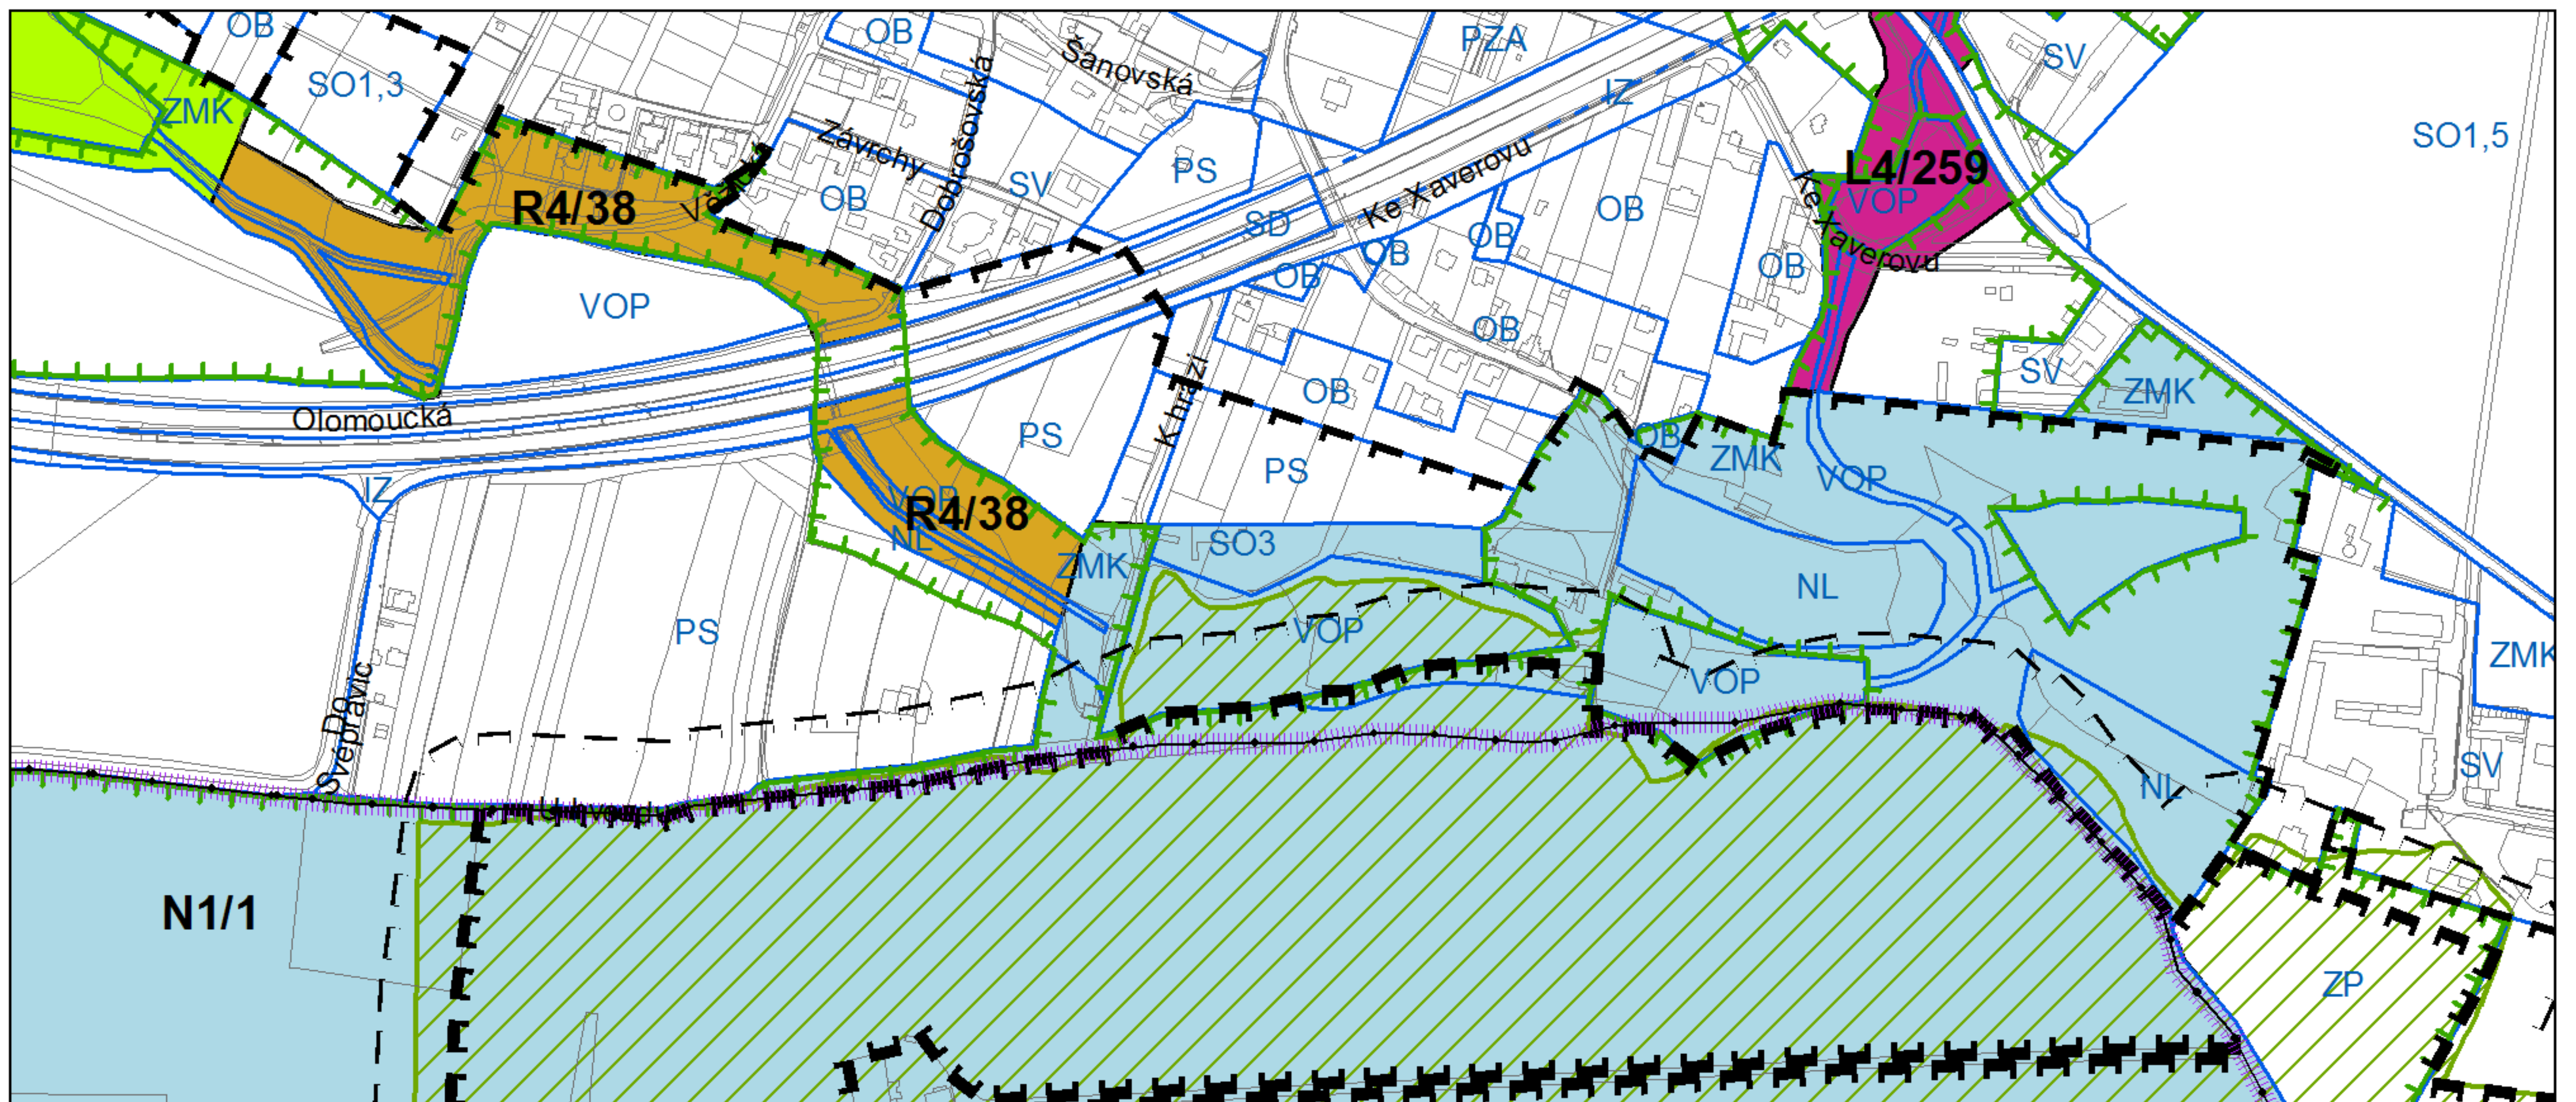 OB
OB
PZA
SV
SO1,3
Šanovská
IZ
ZMK
SO1,5
Závrchy
Dobrošovská
PS
Ke Xaverovu
L4/259
R4/38
OB
SV
OB
VOP
SD
OB
OB
OB
OB
Ke Xaverovu
VOP
OB
K hrázi
OB
SV
ZMK
Olomoucká
PS
OB
ZMK
VOP
PS
IZ
VOP
R4/38
NL
SO3
ZMK
NL
PS
VOP
VOP
ZMK
Do
Svépravic
SV
NL
N1/1
ZP